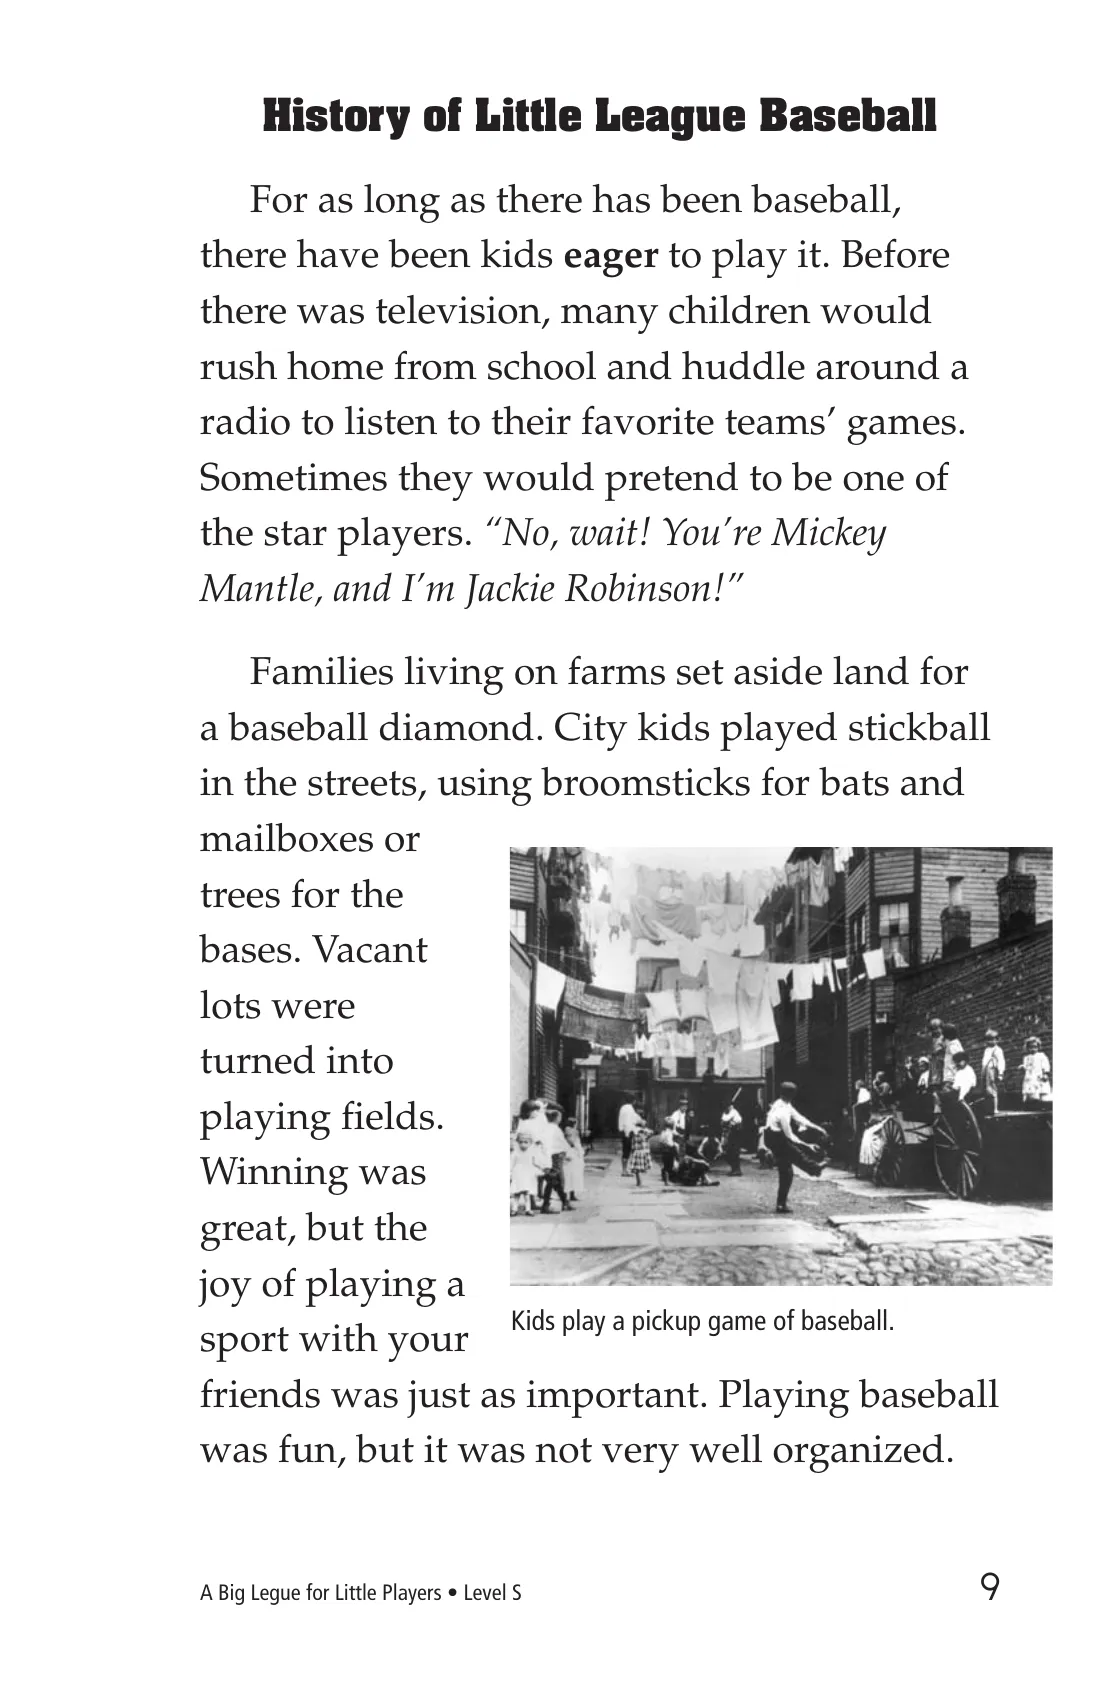 History of Little League Baseball
For as long as there has been baseball,
there have been kids eager to play it. Before
there was television, many children would
rush home from school and huddle around a
radio to listen to their favorite teams’ games.
Sometimes they would pretend to be one of
the star players. “No, wait! You’re Mickey
Mantle, and I’m Jackie Robinson!”
Families living on farms set aside land for
a baseball diamond. City kids played stickball
in the streets, using broomsticks for bats and
mailboxes or
trees for the
bases. Vacant
lots were
turned into
playing fields.
Winning was
great, but the
joy of playing a
sport with your
friends was just as important. Playing baseball
was fun, but it was not very well organized.
Kids play a pickup game of baseball.
A Big Legue for Little Players • Level S
9